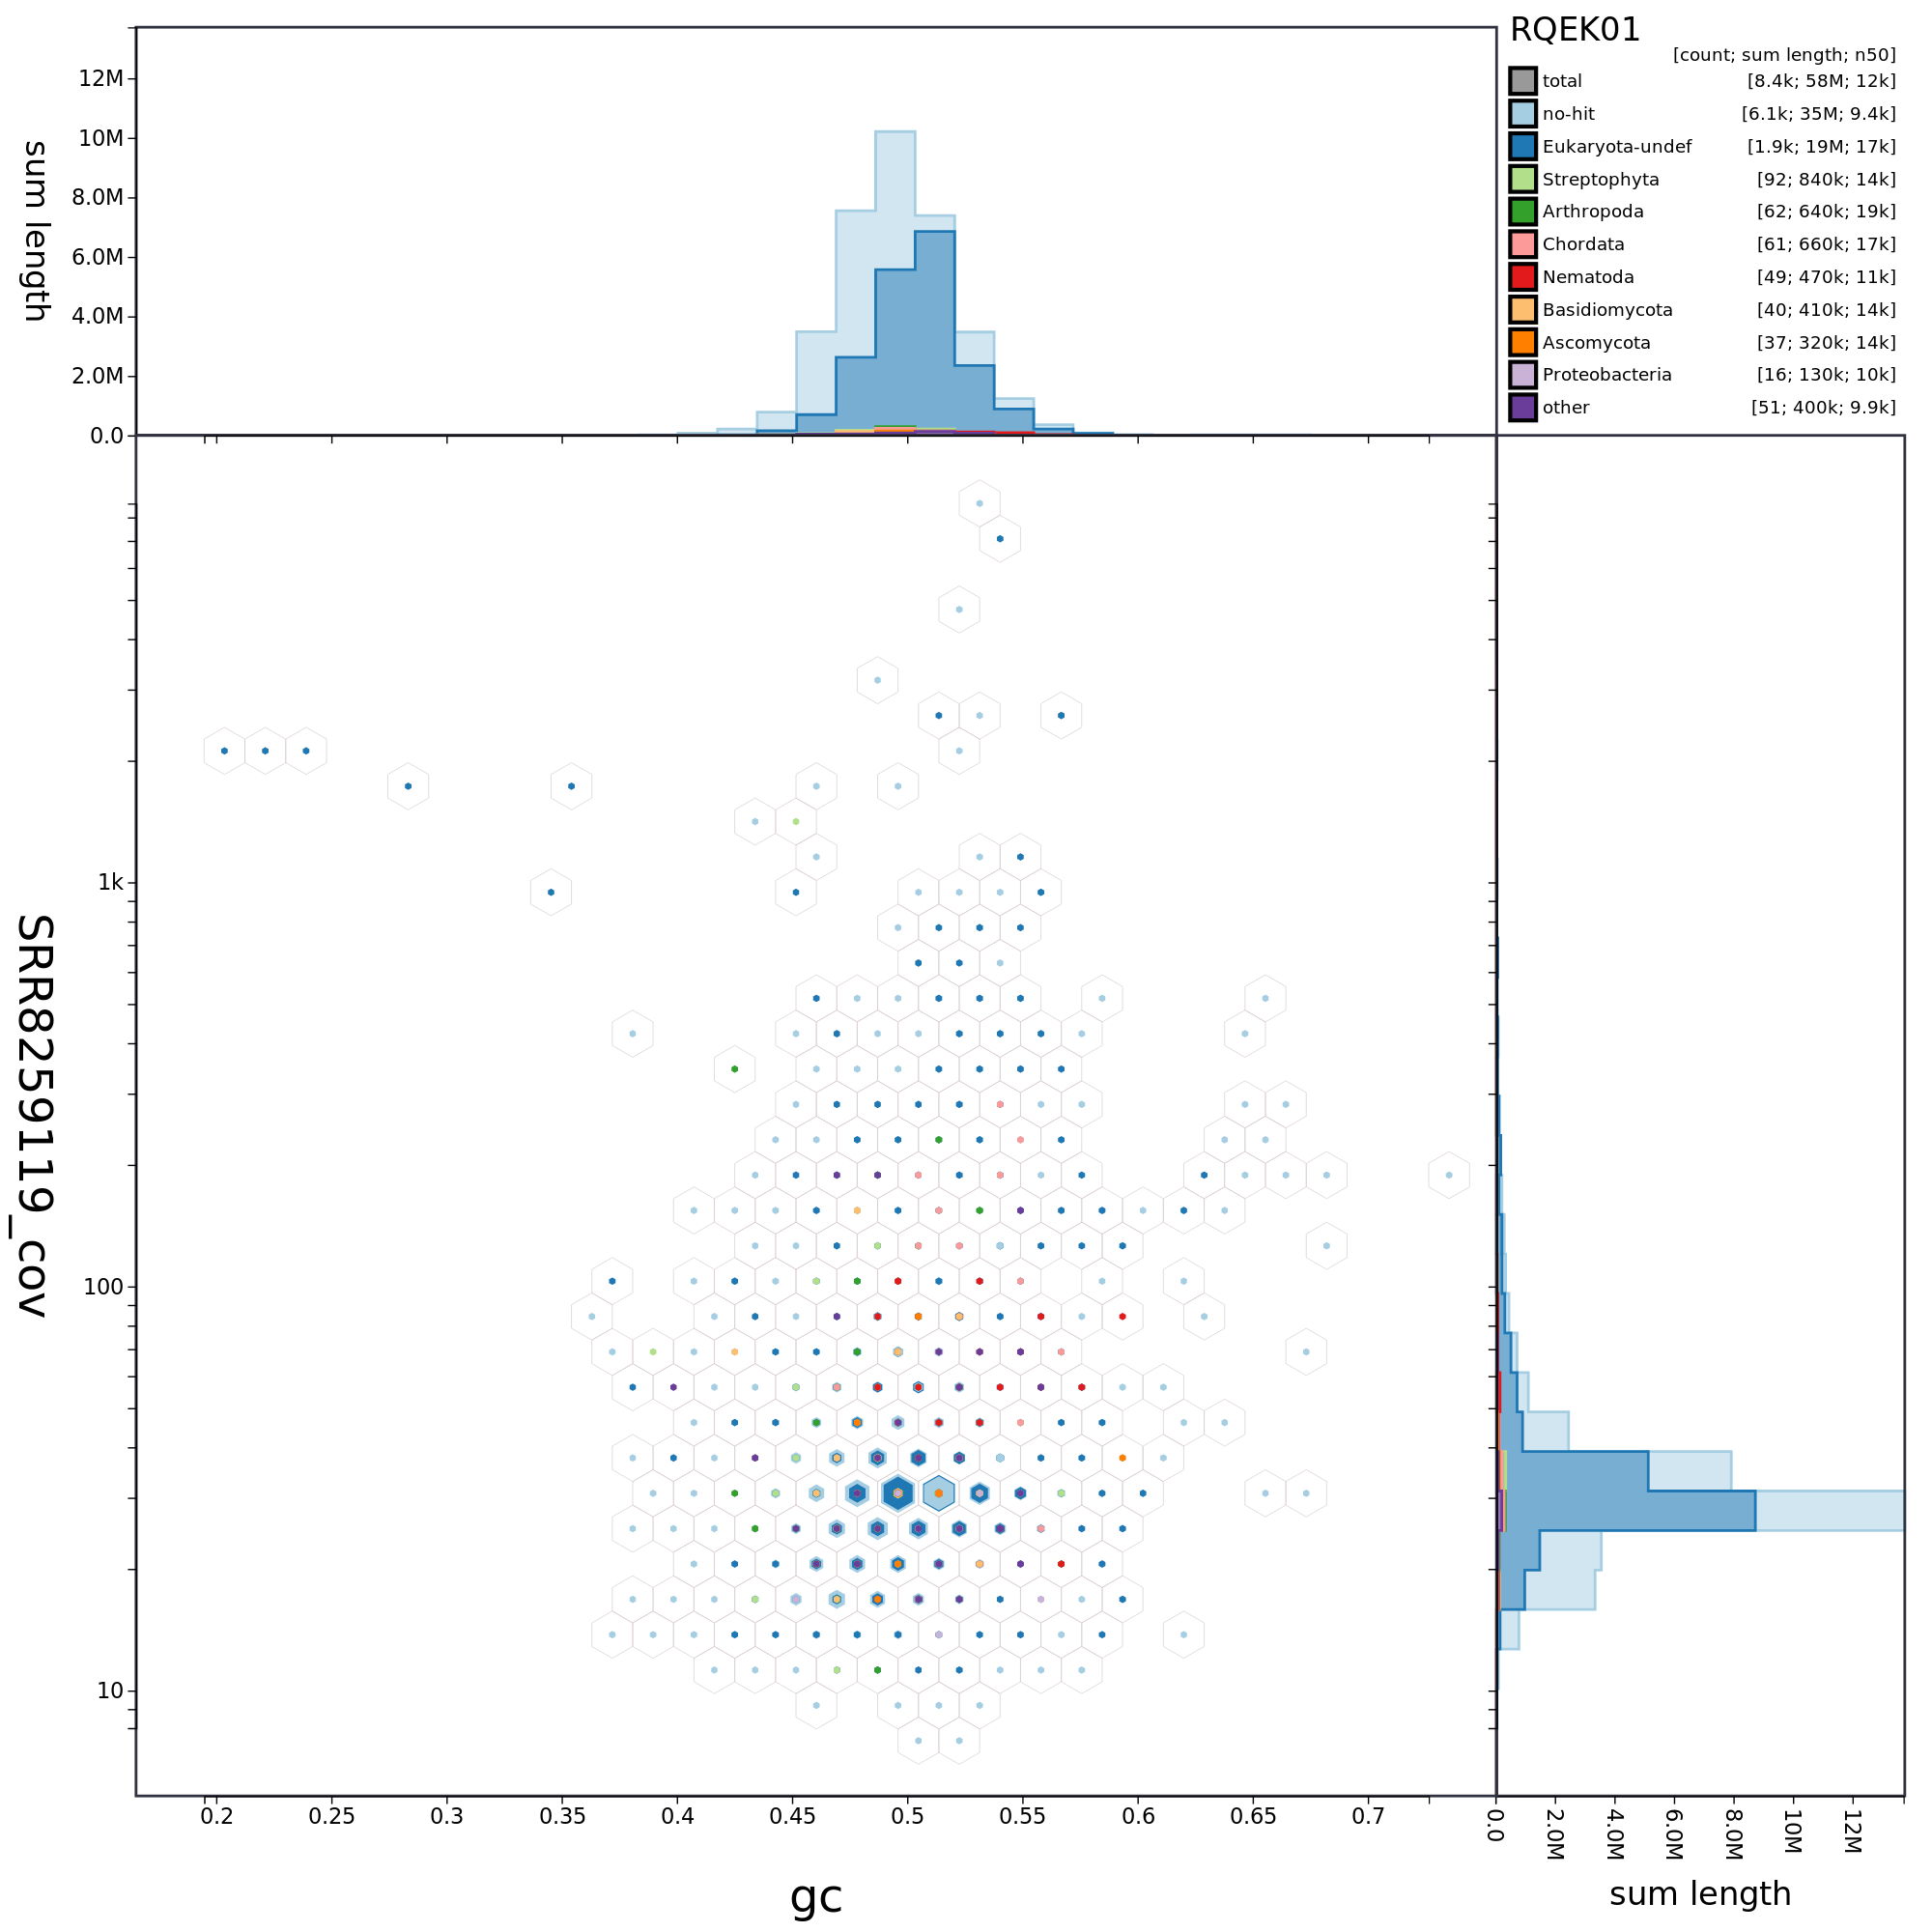 RQEK01
[count; sum length; n50]
total [8.4k; 58M; 12k]
no-hit [6.1k; 35M; 9.4k]
Eukaryota-undef [1.9k; 19M; 17k]
Streptophyta [92; 840k; 14k]
Arthropoda [62; 640k; 19k]
Chordata [61; 660k; 17k]
Nematoda [49; 470k; 11k]
Basidiomycota [40; 410k; 14k]
Ascomycota [37; 320k; 14k]
Proteobacteria [16; 130k; 10k]
other [51; 400k; 9.9k]
sum length
12M
10M
8.0M
6.0M
4.0M
2.0M
0.0
SRR8259119_cov
1k
100
10
0.2 0.25 0.3 0.35 0.4 0.45 0.5 0.55 0.6 0.65 0.7
gc
0.0 2.0M 4.0M 6.0M 8.0M 10M 12M
sum length